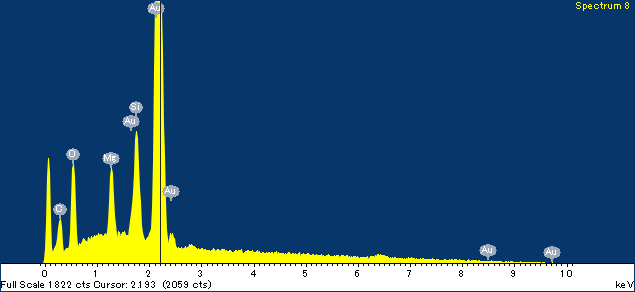 Spectrum 8
Au
Si
Au
O
Mg
Au
C
Au
Au
0 1 2 3 4 5 6 7 8 9 10
Full Scale 1822 cts Cursor: 2.193 (2059 cts) keV